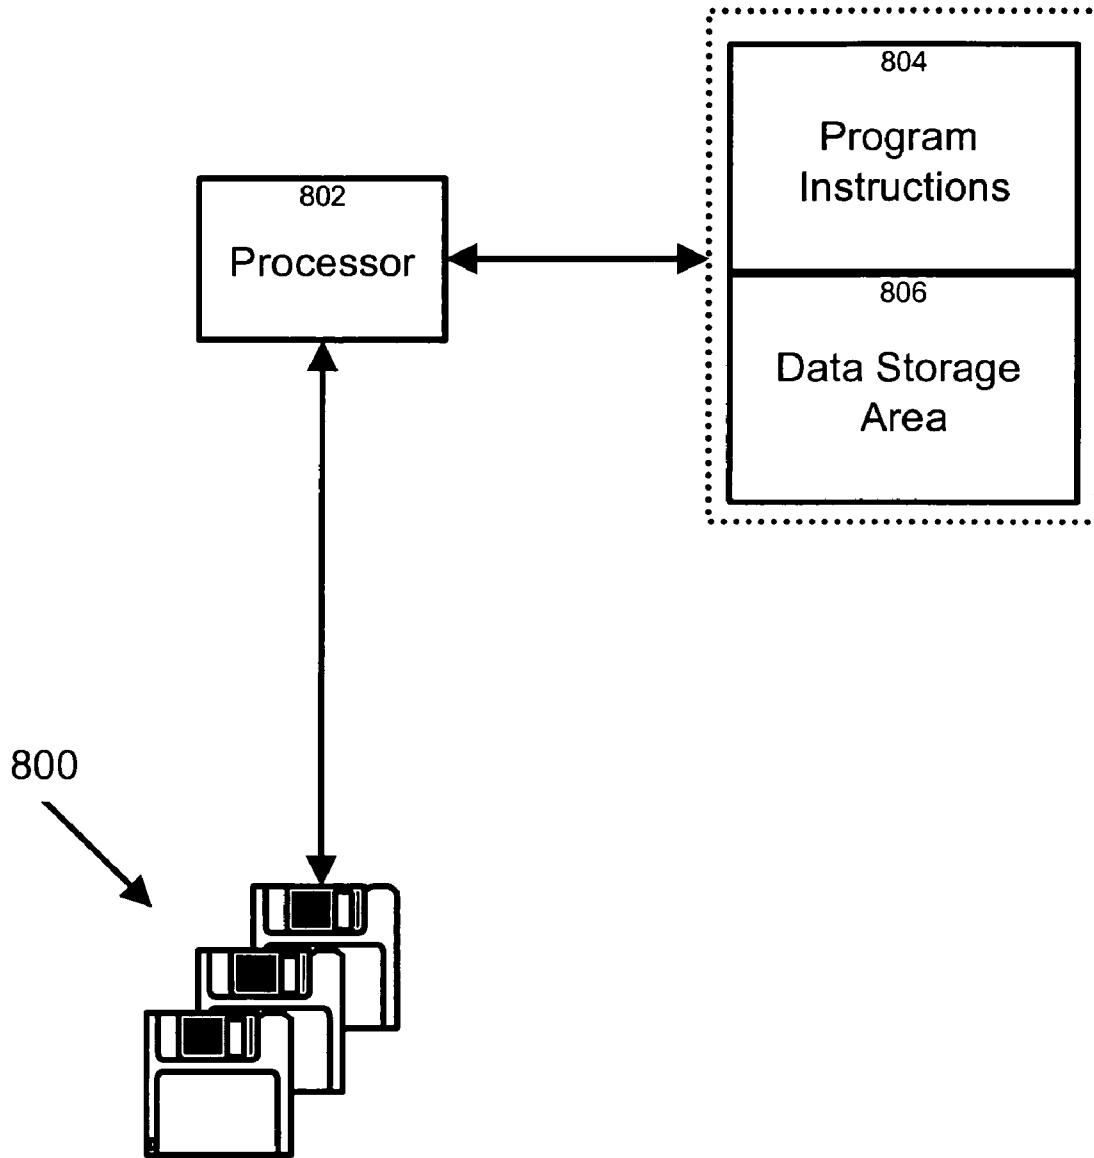 804
Program
Instructions
802
Processor
806
Data Storage
Area
800